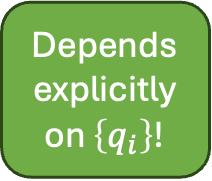 Depends
explicitly
on {qᵢ}!